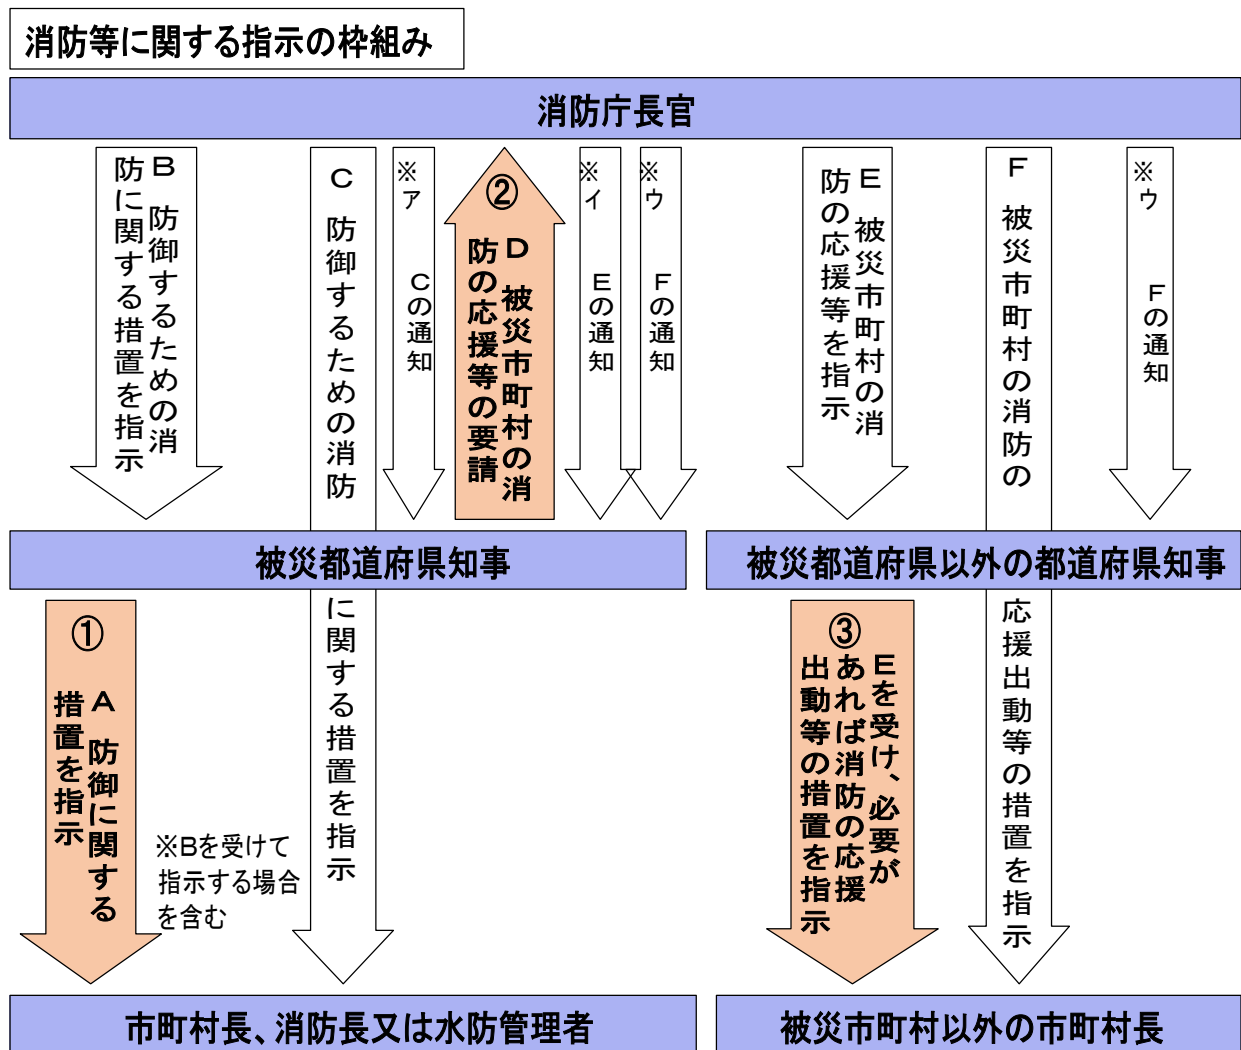 消防等に関する指示の枠組み
消防庁長官
B 防御するための消
防に関する措置を指示
C 防御するための消防
に関する措置を指示
※ア Cの通知
②
D 被災市町村の消
防の応援等の要請
※イ Eの通知
※ウ Fの通知
E 被災市町村の消
防の応援等を指示
F 被災市町村の消防の
応援出動等の措置を指示
※ウ Fの通知
被災都道府県知事
被災都道府県以外の都道府県知事
①
A 防御に関する
措置を指示
※Bを受けて
指示する場合
を含む
③
Eを受け、必要が
あれば消防の応援
出動等の措置を指示
市町村長、消防長又は水防管理者
被災市町村以外の市町村長